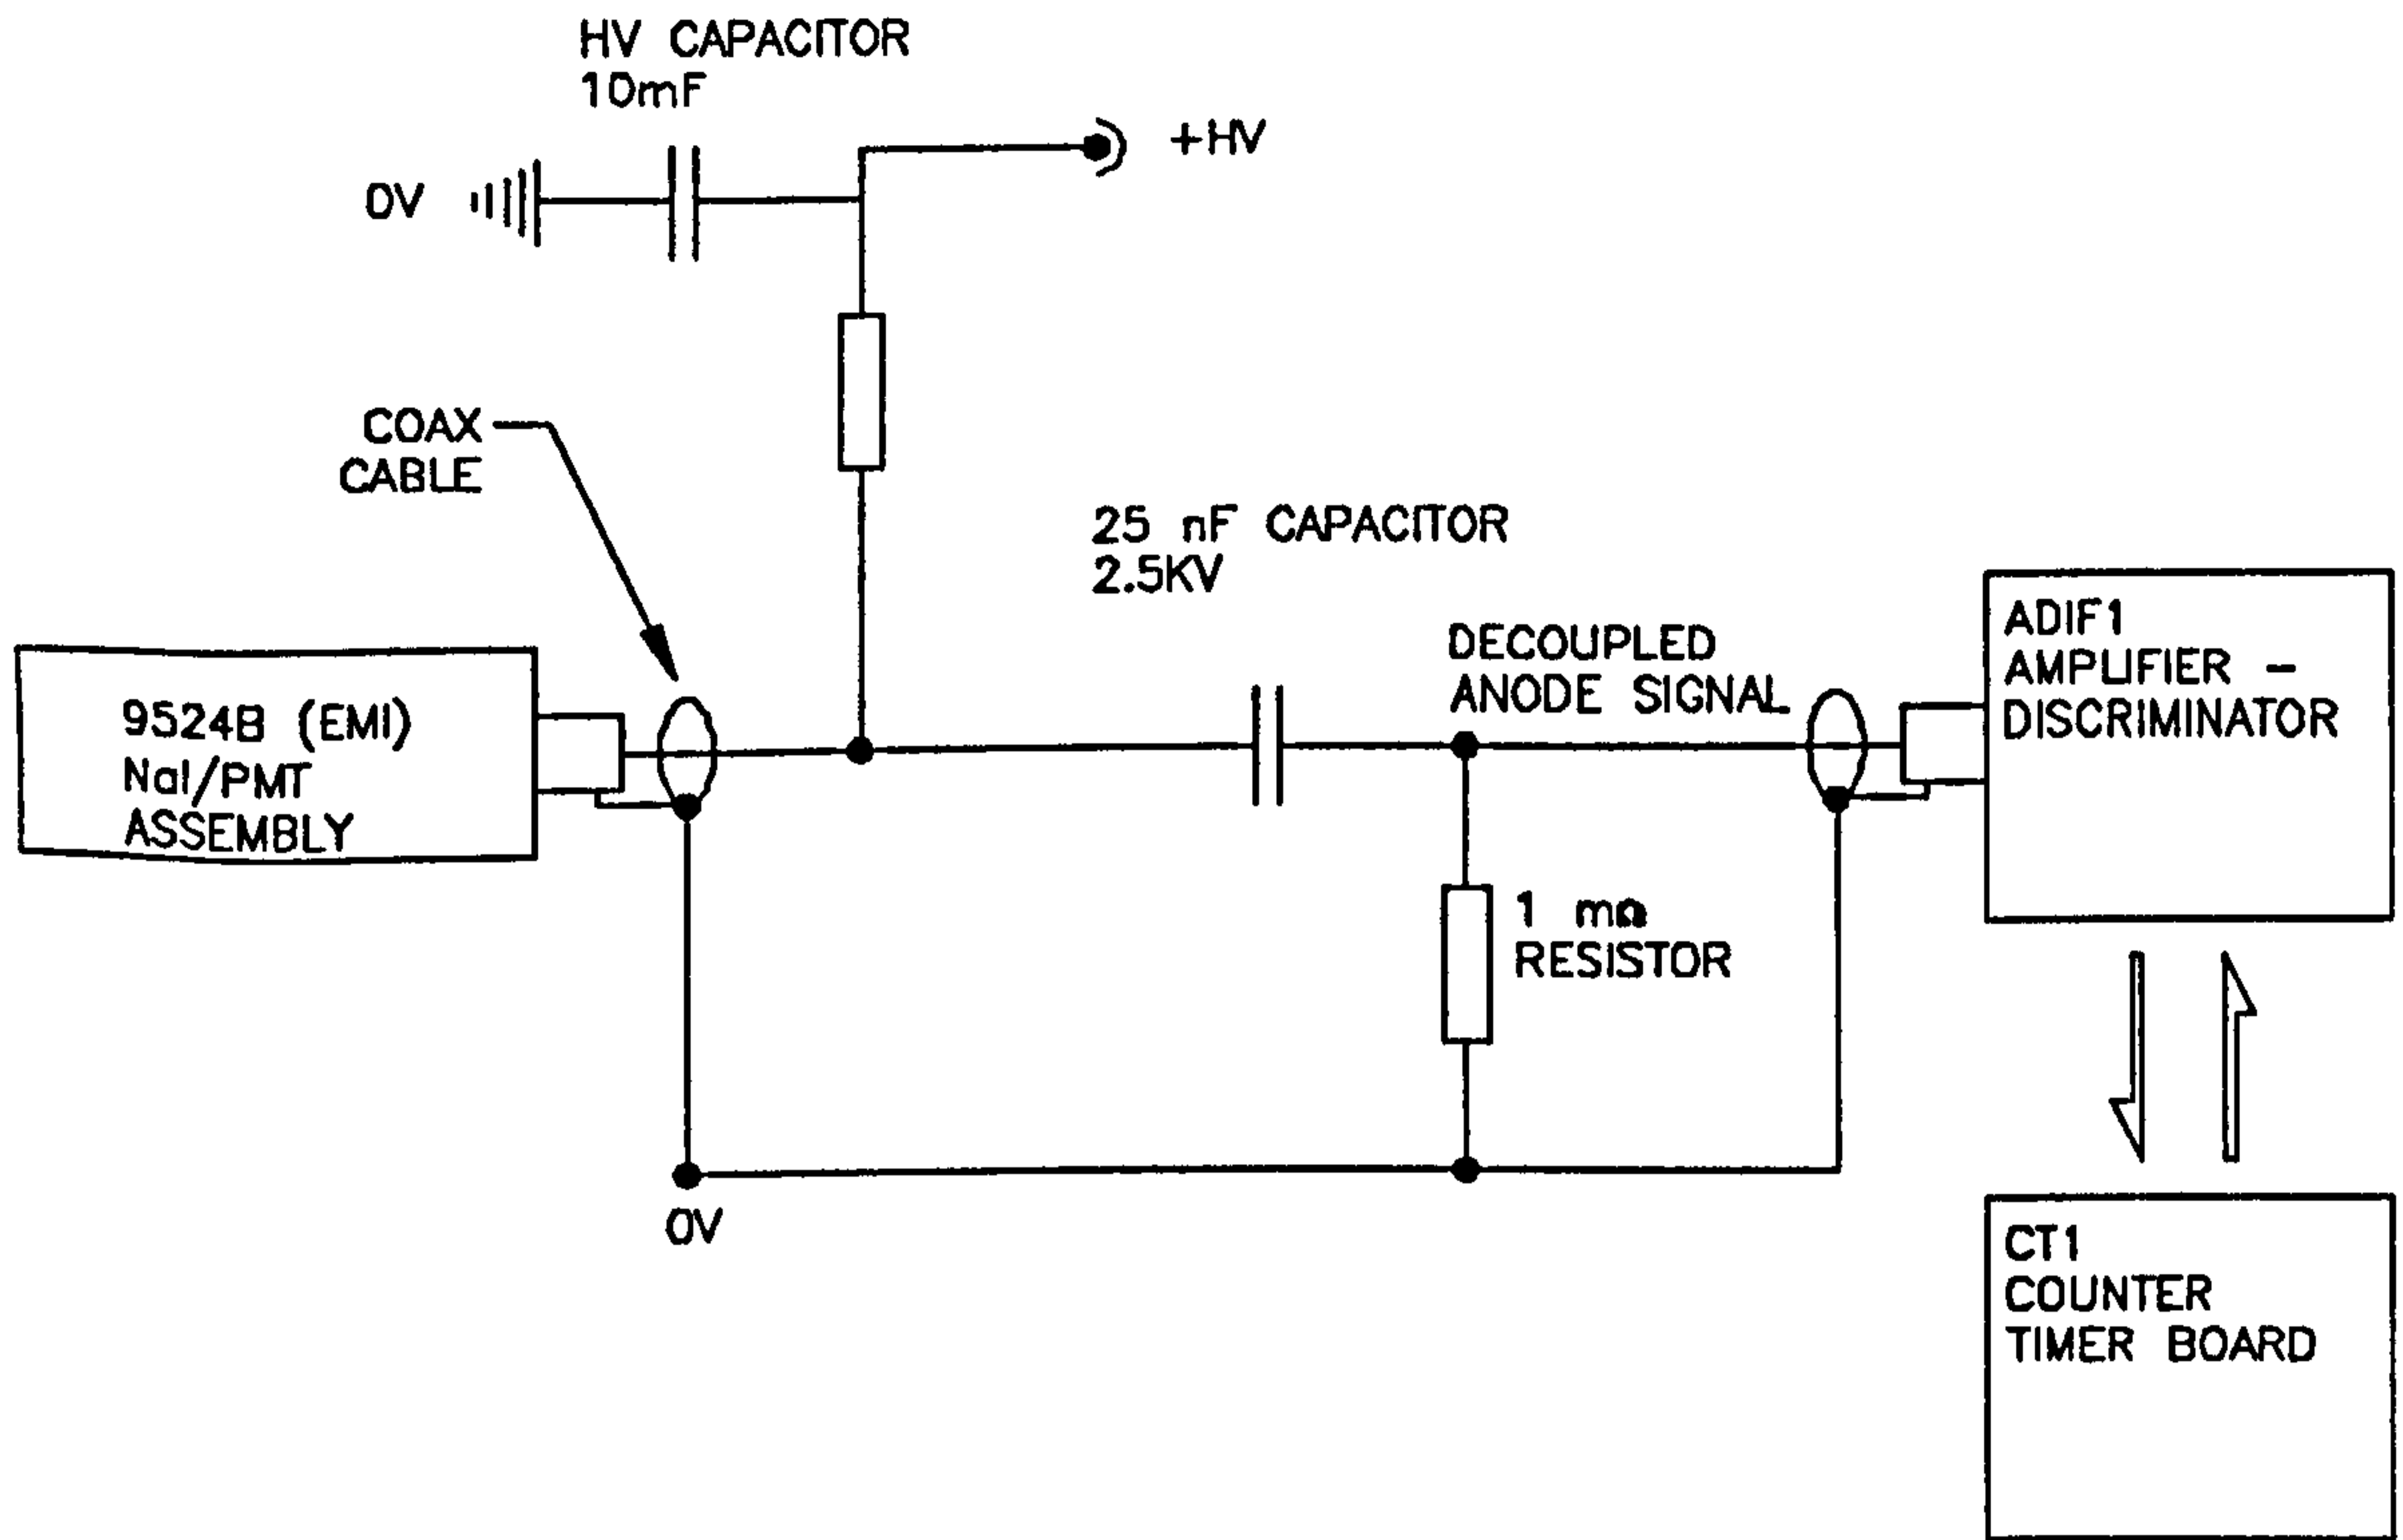 HV CAPACITOR
10mF
+HV
0V
COAX
CABLE
25 nF CAPACITOR
2.5KV
DECOUPLED
ANODE SIGNAL
ADIF1
AMPLIFIER -
DISCRIMINATOR
9524B (EMI)
NaI/PMT
ASSEMBLY
1 mΩ
RESISTOR
0V
CT1
COUNTER
TIMER BOARD